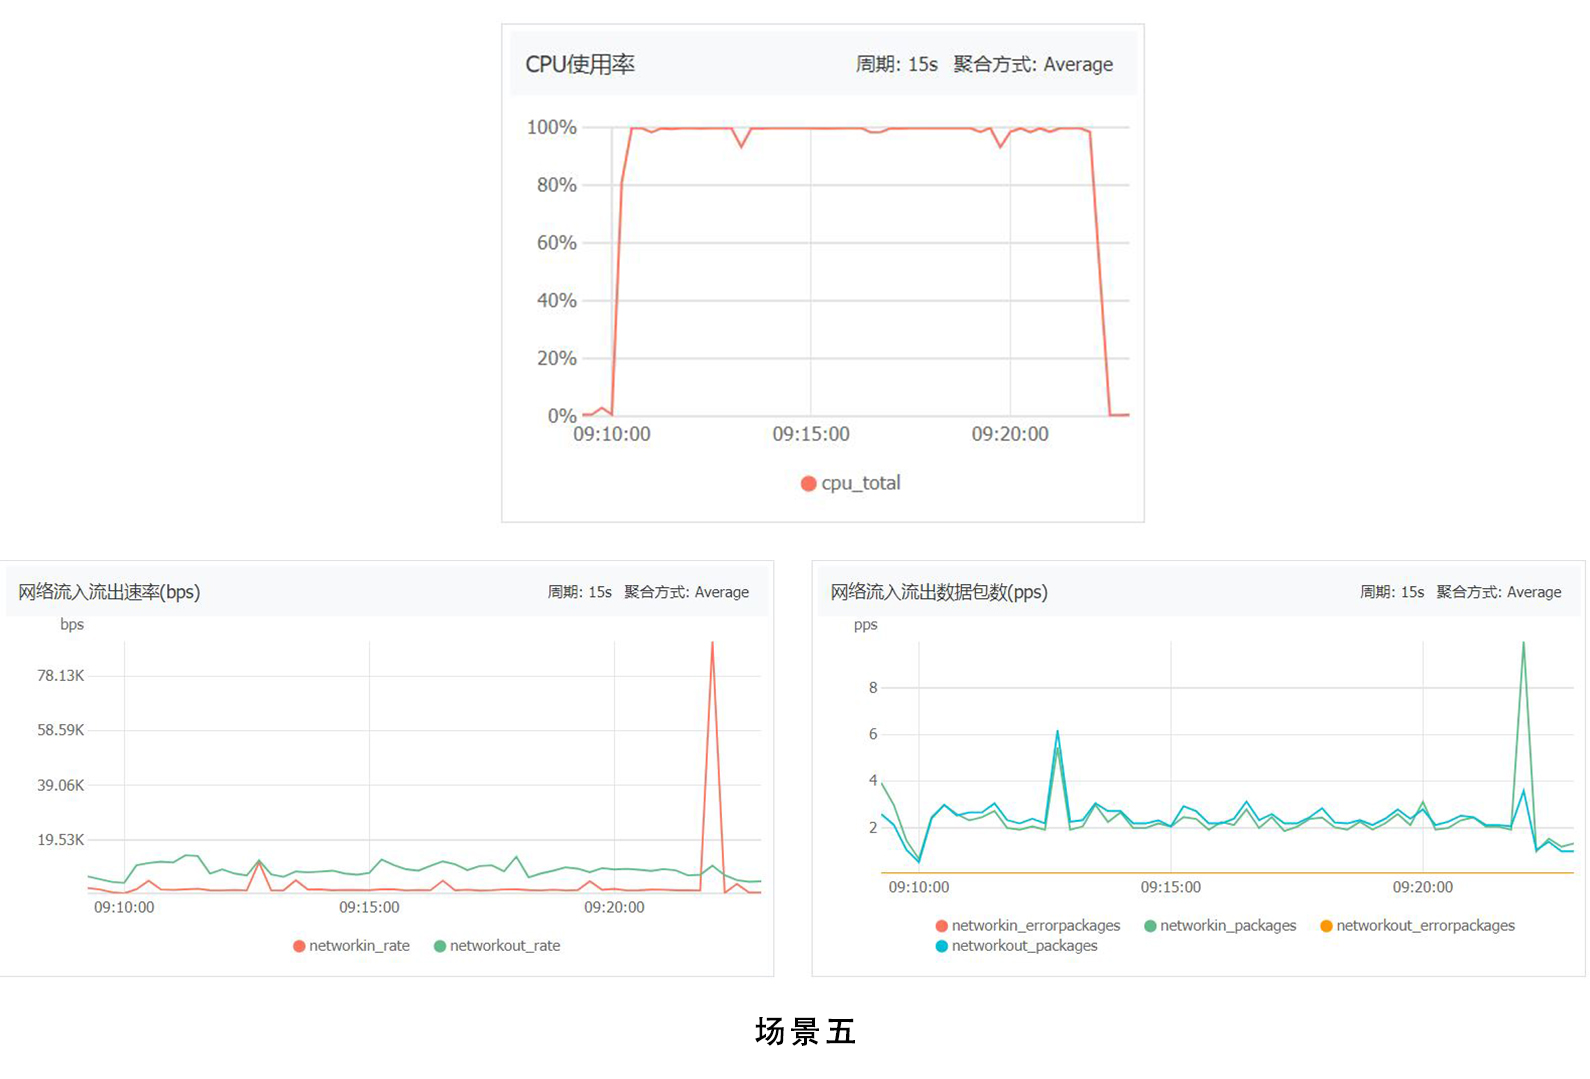 CPU使用率 周期: 15s 聚合方式: Average
100%
80%
60%
40%
20%
0%
09:10:00 09:15:00 09:20:00
cpu_total
网络流入流出速率(bps) 周期: 15s 聚合方式: Average
bps
78.13K
58.59K
39.06K
19.53K
09:10:00 09:15:00 09:20:00
networkin_rate networkout_rate
网络流入流出数据包数(pps) 周期: 15s 聚合方式: Average
pps
8
6
4
2
09:10:00 09:15:00 09:20:00
networkin_errorpackages networkin_packages networkout_errorpackages
networkout_packages
场景五